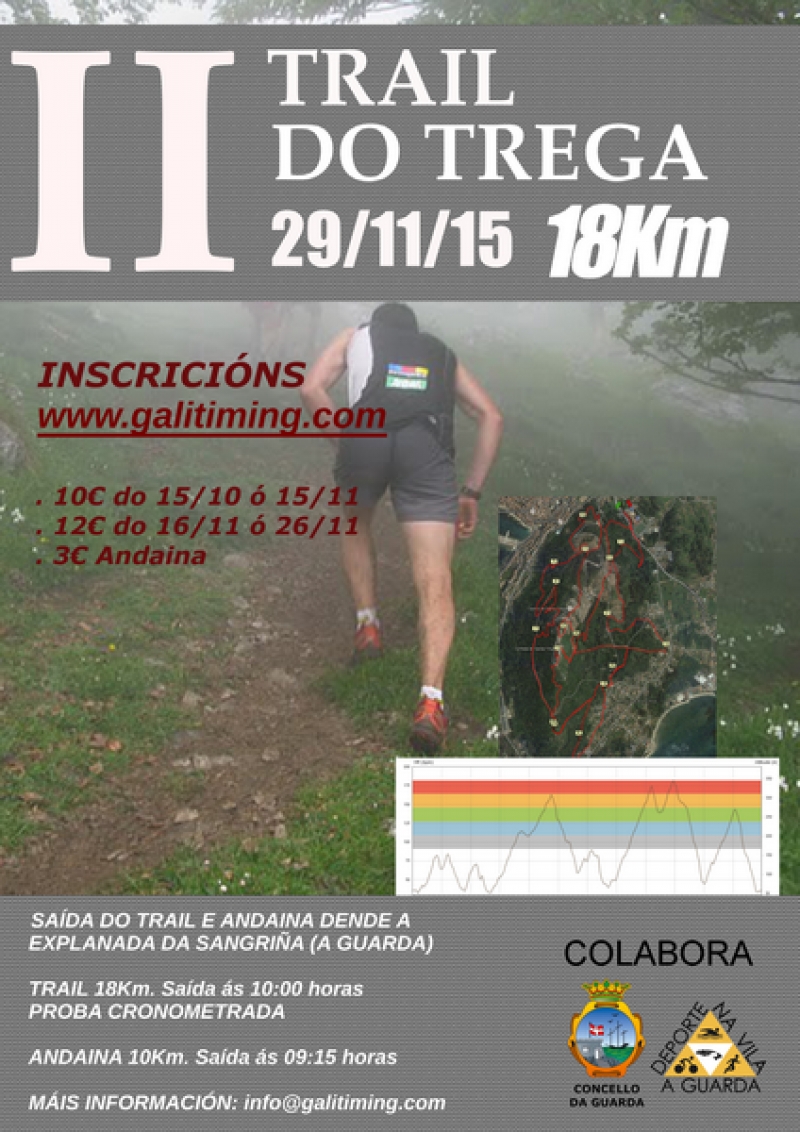 II
TRAIL
DO TREGA
29/11/15 18Km
INSCRICIÓNS
www.galitiming.com
. 10€ do 15/10 ó 15/11
. 12€ do 16/11 ó 26/11
. 3€ Andaina
SAÍDA DO TRAIL E ANDAINA DENDE A
EXPLANADA DA SANGRIÑA (A GUARDA)
TRAIL 18Km. Saída ás 10:00 horas
PROBA CRONOMETRADA
ANDAINA 10Km. Saída ás 09:15 horas
MÁIS INFORMACIÓN: info@galitiming.com
COLABORA
CONCELLO
DA GUARDA
DEPORTE NA VILA
A GUARDA